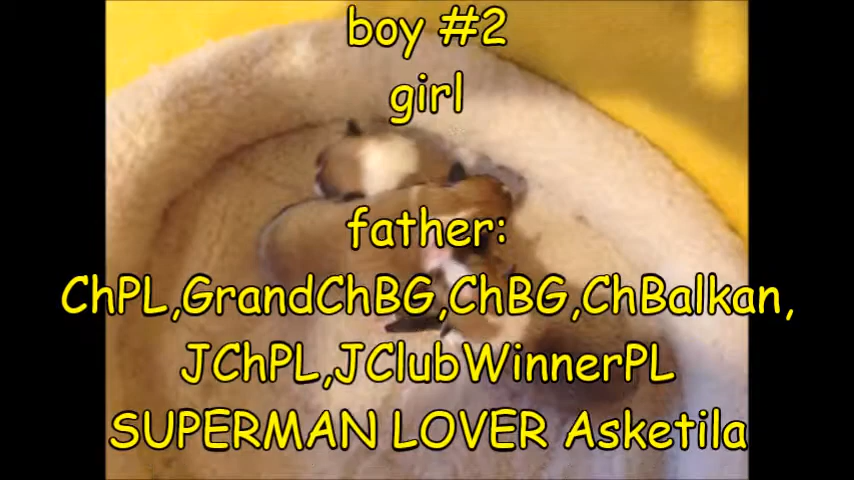 boy #2
girl
father:
ChPL,GrandChBG,ChBG,ChBalkan,
JChPL,JClubWinnerPL
SUPERMAN LOVER Asketila